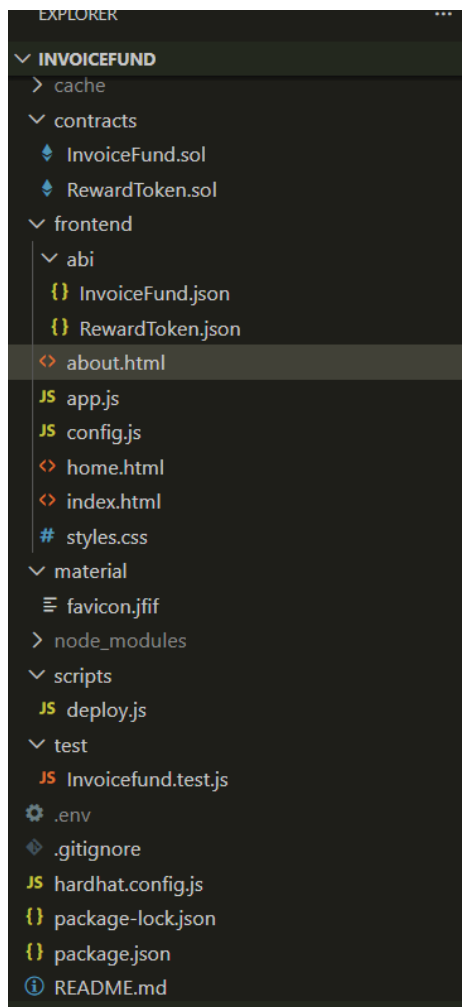 EXPLORER ...
INVOICEFUND
cache
contracts
InvoiceFund.sol
RewardToken.sol
frontend
abi
{} InvoiceFund.json
{} RewardToken.json
<> about.html
JS app.js
JS config.js
<> home.html
<> index.html
# styles.css
material
favicon.jfif
node_modules
scripts
JS deploy.js
test
JS Invoicefund.test.js
.env
.gitignore
JS hardhat.config.js
{} package-lock.json
{} package.json
README.md